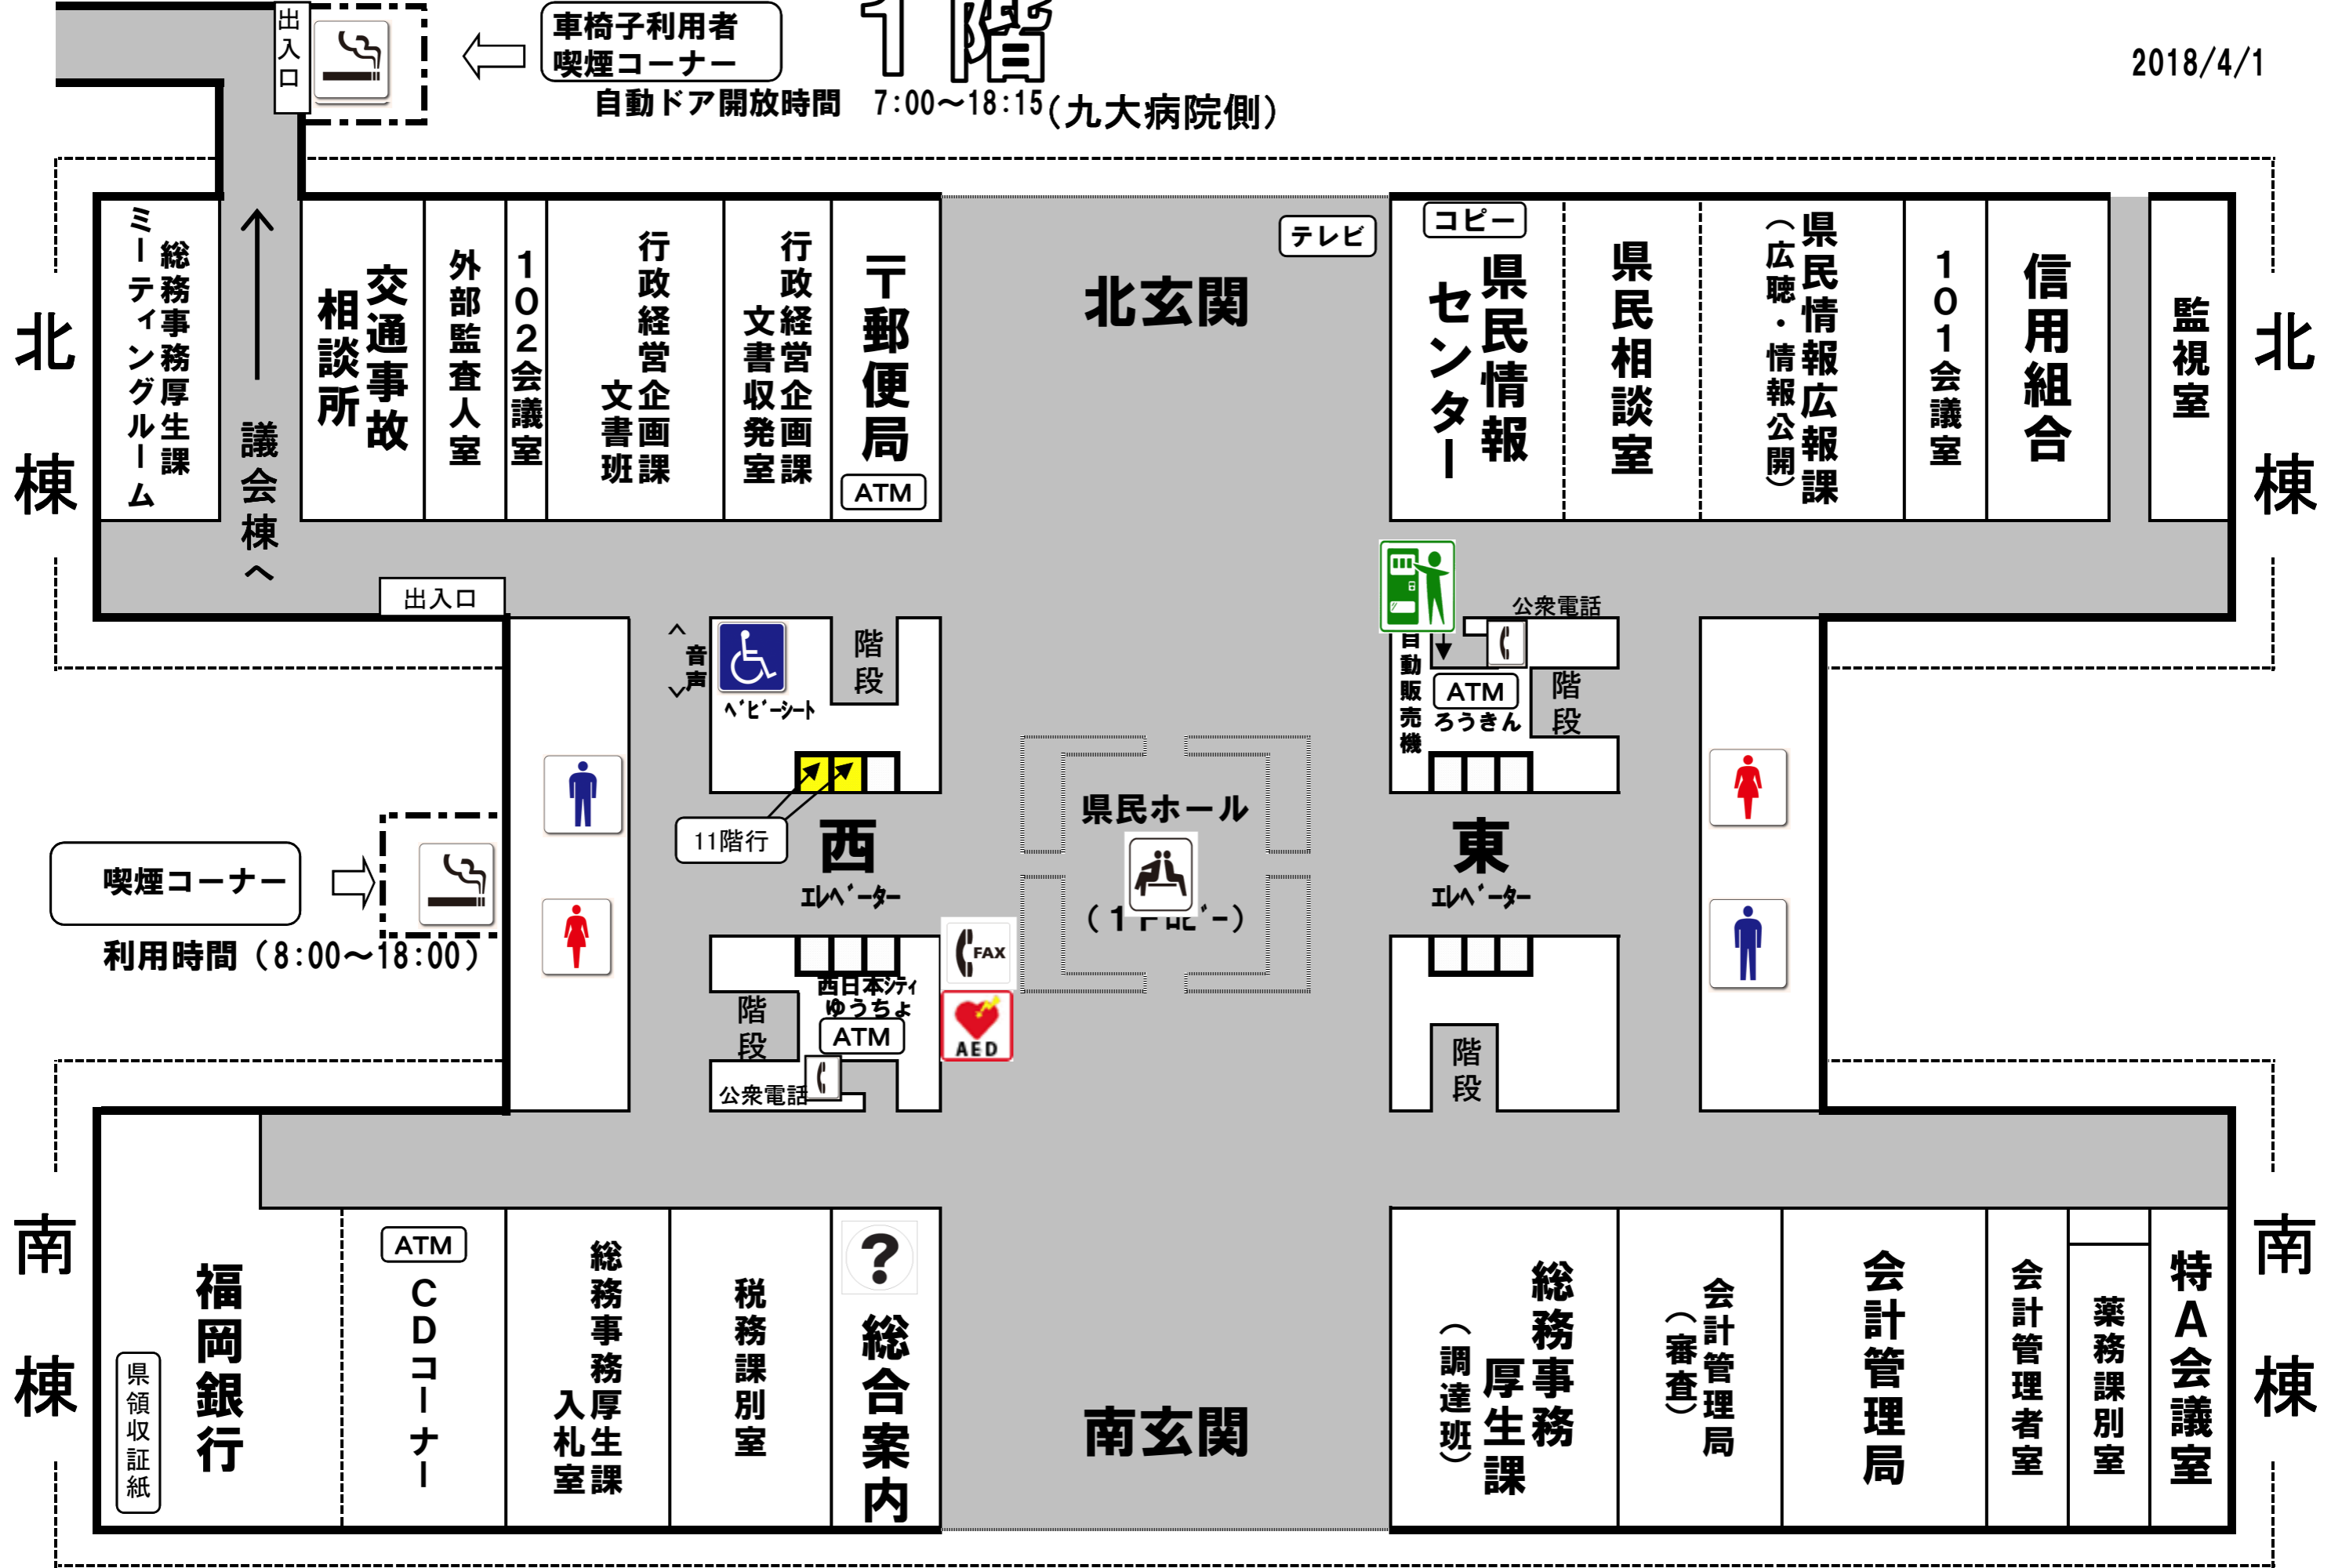 1階
2018/4/1
出入口
車椅子利用者
喫煙コーナー
自動ドア開放時間 7:00～18:15(九大病院側)
北棟
総務事務厚生課
ミーティングルーム
議会棟へ
交通事故
相談所
外部監査人室
102会議室
行政経営企画課
文書班
行政経営企画課
文書収発室
〒郵便局
ATM
北玄関
テレビ
コピー
県民情報
センター
県民相談室
県民情報広報課
(広聴・情報公開)
101会議室
信用組合
監視室
北棟
出入口
<音声>
ベビーシート
階段
11階行
西
エレベーター
県民ホール
(1Fロビー)
公衆電話
自動販売機
ATM
ろうきん
階段
東
エレベーター
喫煙コーナー
利用時間（8:00～18:00）
FAX
AED
西日本シティ
ゆうちょ
ATM
階段
公衆電話
階段
南棟
福岡銀行
県領収証紙
ATM
CDコーナー
総務事務厚生課
入札室
税務課別室
?
総合案内
南玄関
総務事務
厚生課
(調達班)
会計管理局
(審査)
会計管理局
会計管理者室
薬務課別室
特A会議室
南棟